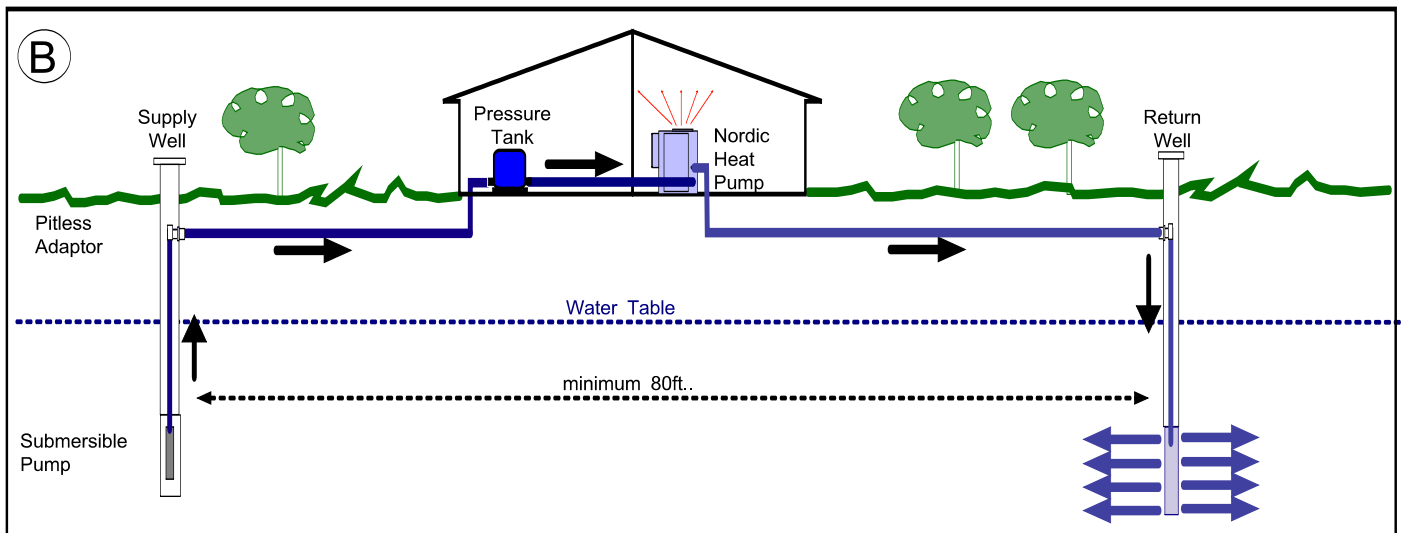 B
Supply
Well
Pressure
Tank
Nordic
Heat
Pump
Return
Well
Pitless
Adaptor
Water Table
minimum 80ft..
Submersible
Pump